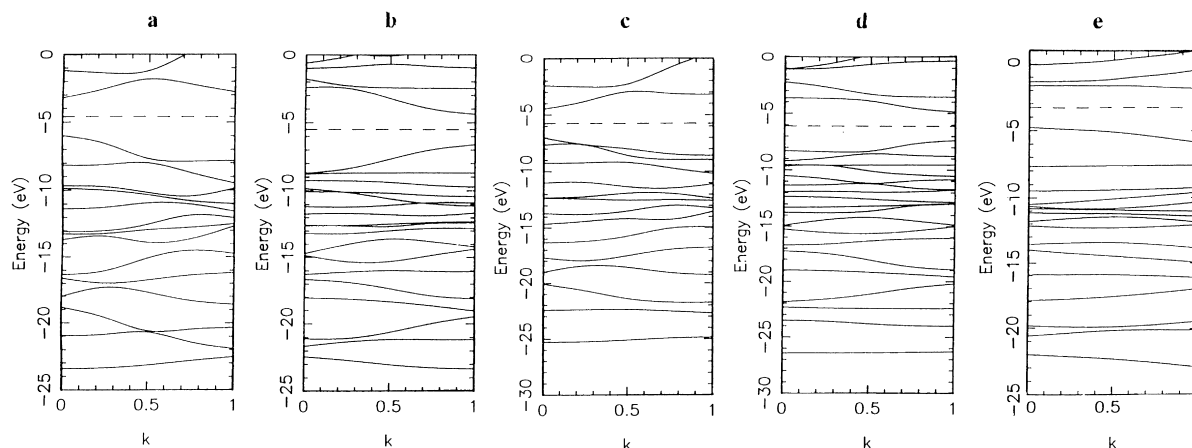 a b c d e
0 0 0 0 0
−5 −5 −5 −5 −5
−10 −10 −10 −10 −10
−15 −15 −15 −15 −15
−20 −20 −20 −20 −20
−25 −25 −25 −25 −25
−30 −30
Energy (eV) Energy (eV) Energy (eV) Energy (eV) Energy (eV)
0 0.5 1 0 0.5 1 0 0.5 1 0 0.5 1 0 0.5 1
k k k k k